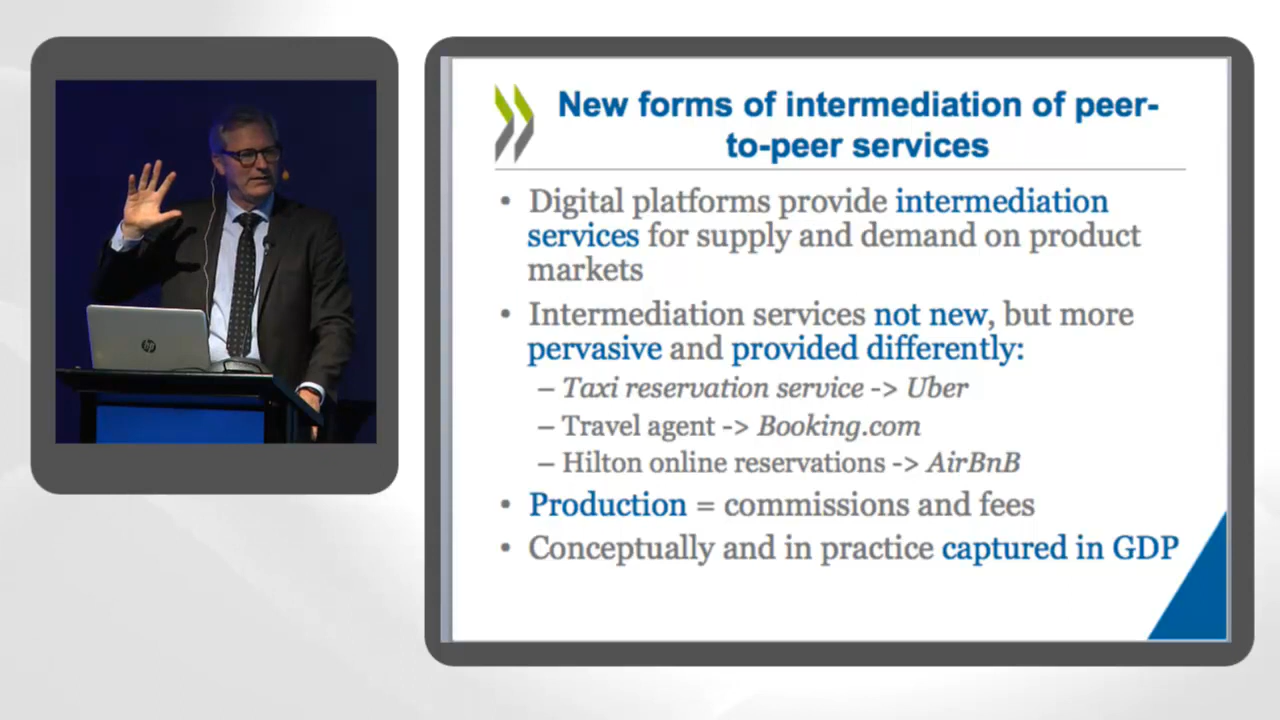 New forms of intermediation of peer-
to-peer services
• Digital platforms provide intermediation
services for supply and demand on product
markets
• Intermediation services not new, but more
pervasive and provided differently:
– Taxi reservation service -> Uber
– Travel agent -> Booking.com
– Hilton online reservations -> AirBnB
• Production = commissions and fees
• Conceptually and in practice captured in GDP
hp